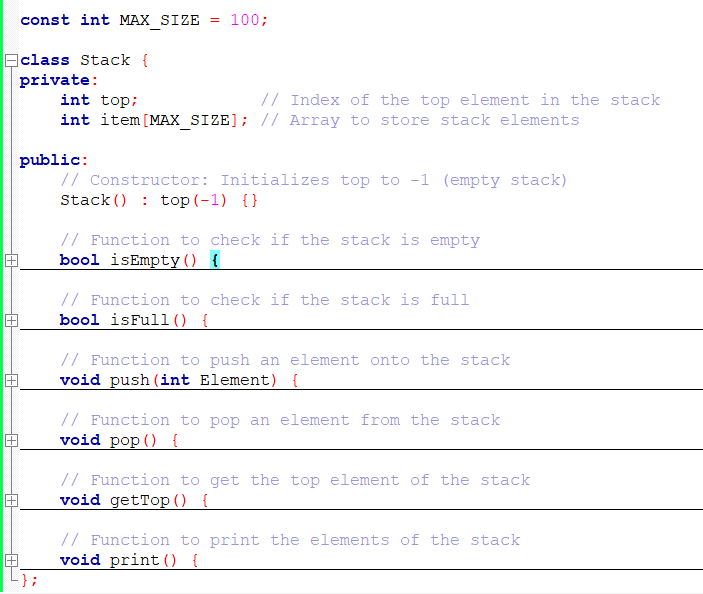 const int MAX_SIZE = 100;
class Stack {
private:
    int top;            // Index of the top element in the stack
    int item[MAX_SIZE]; // Array to store stack elements
public:
    // Constructor: Initializes top to -1 (empty stack)
    Stack() : top(-1) {}
    // Function to check if the stack is empty
    bool isEmpty() {
    // Function to check if the stack is full
    bool isFull() {
    // Function to push an element onto the stack
    void push(int Element) {
    // Function to pop an element from the stack
    void pop() {
    // Function to get the top element of the stack
    void getTop() {
    // Function to print the elements of the stack
    void print() {
};